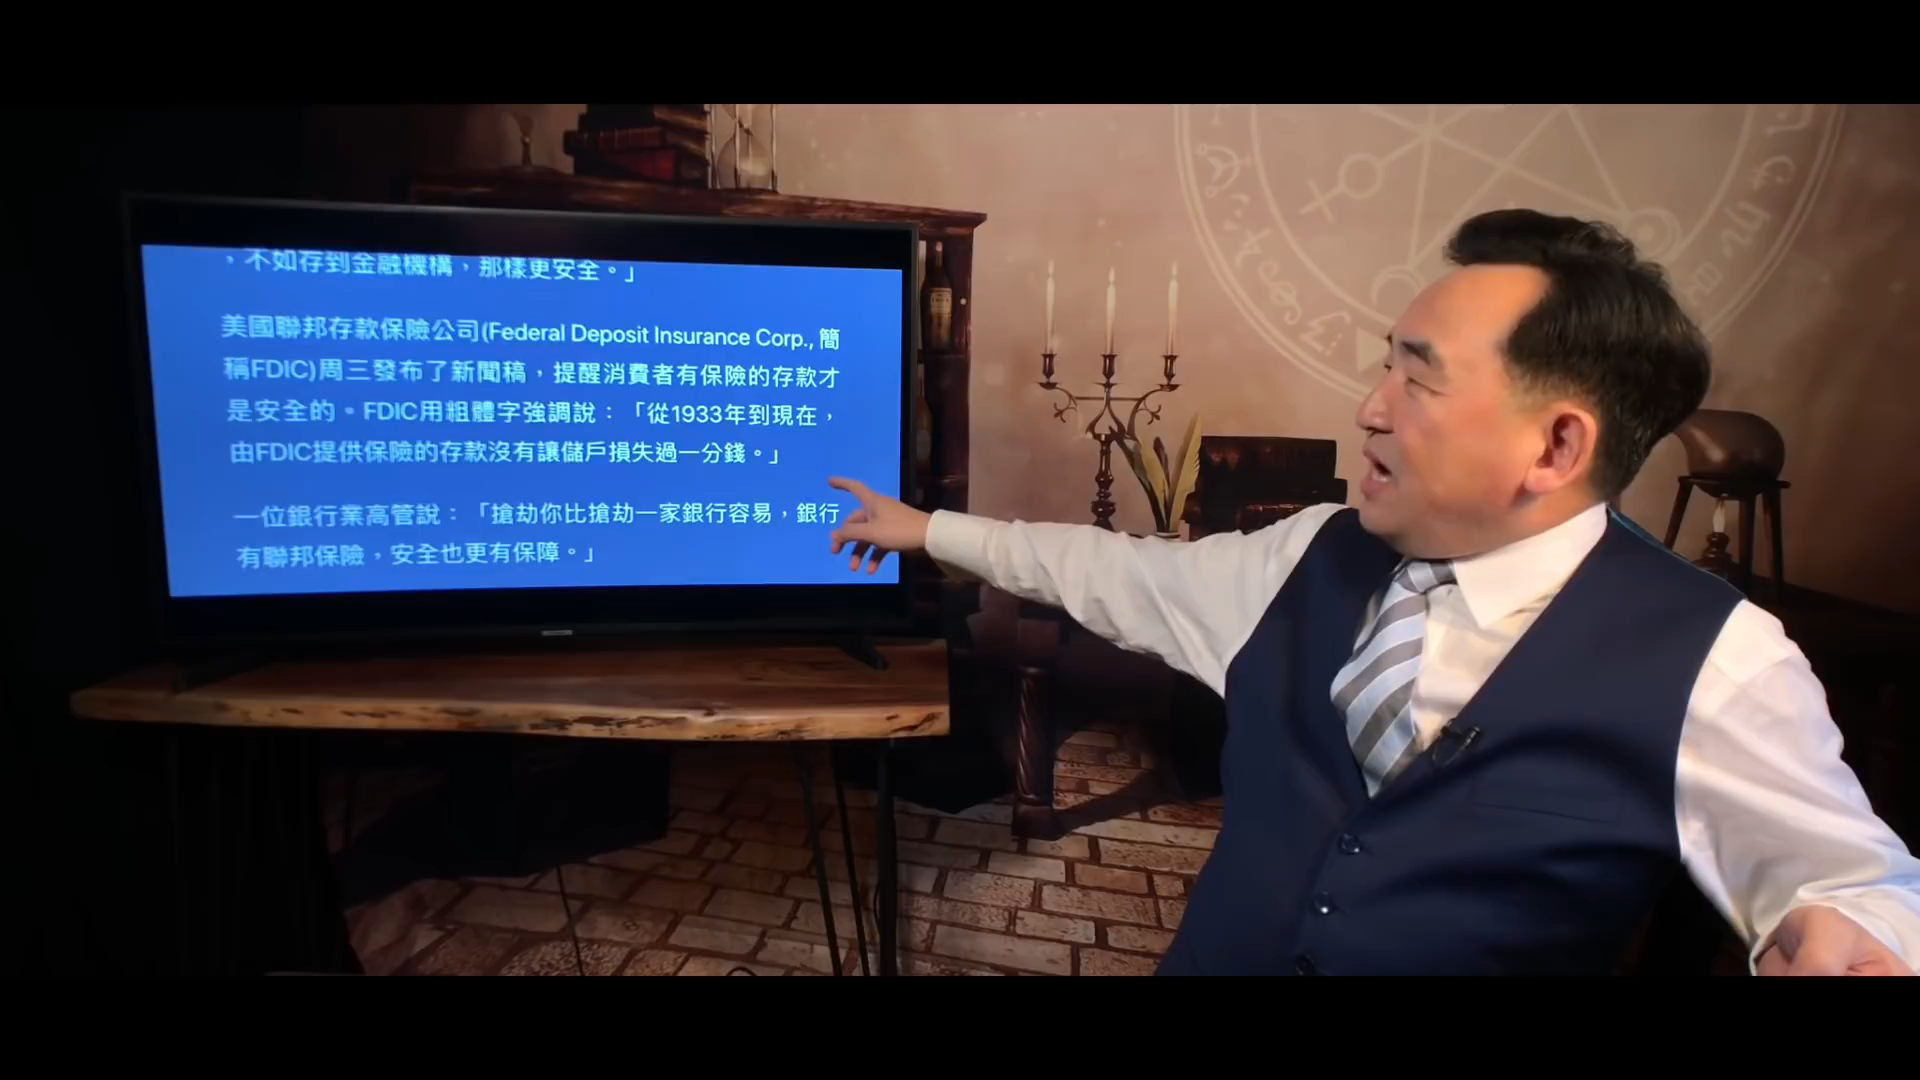 ，不如存到金融機構，那樣更安全。」
美國聯邦存款保險公司(Federal Deposit Insurance Corp., 簡
稱FDIC)周三發布了新聞稿，提醒消費者有保險的存款才
是安全的。FDIC用粗體字強調說：「從1933年到現在，
由FDIC提供保險的存款沒有讓儲戶損失過一分錢。」
一位銀行業高管說：「搶劫你比搶劫一家銀行容易，銀行
有聯邦保險，安全也更有保障。」